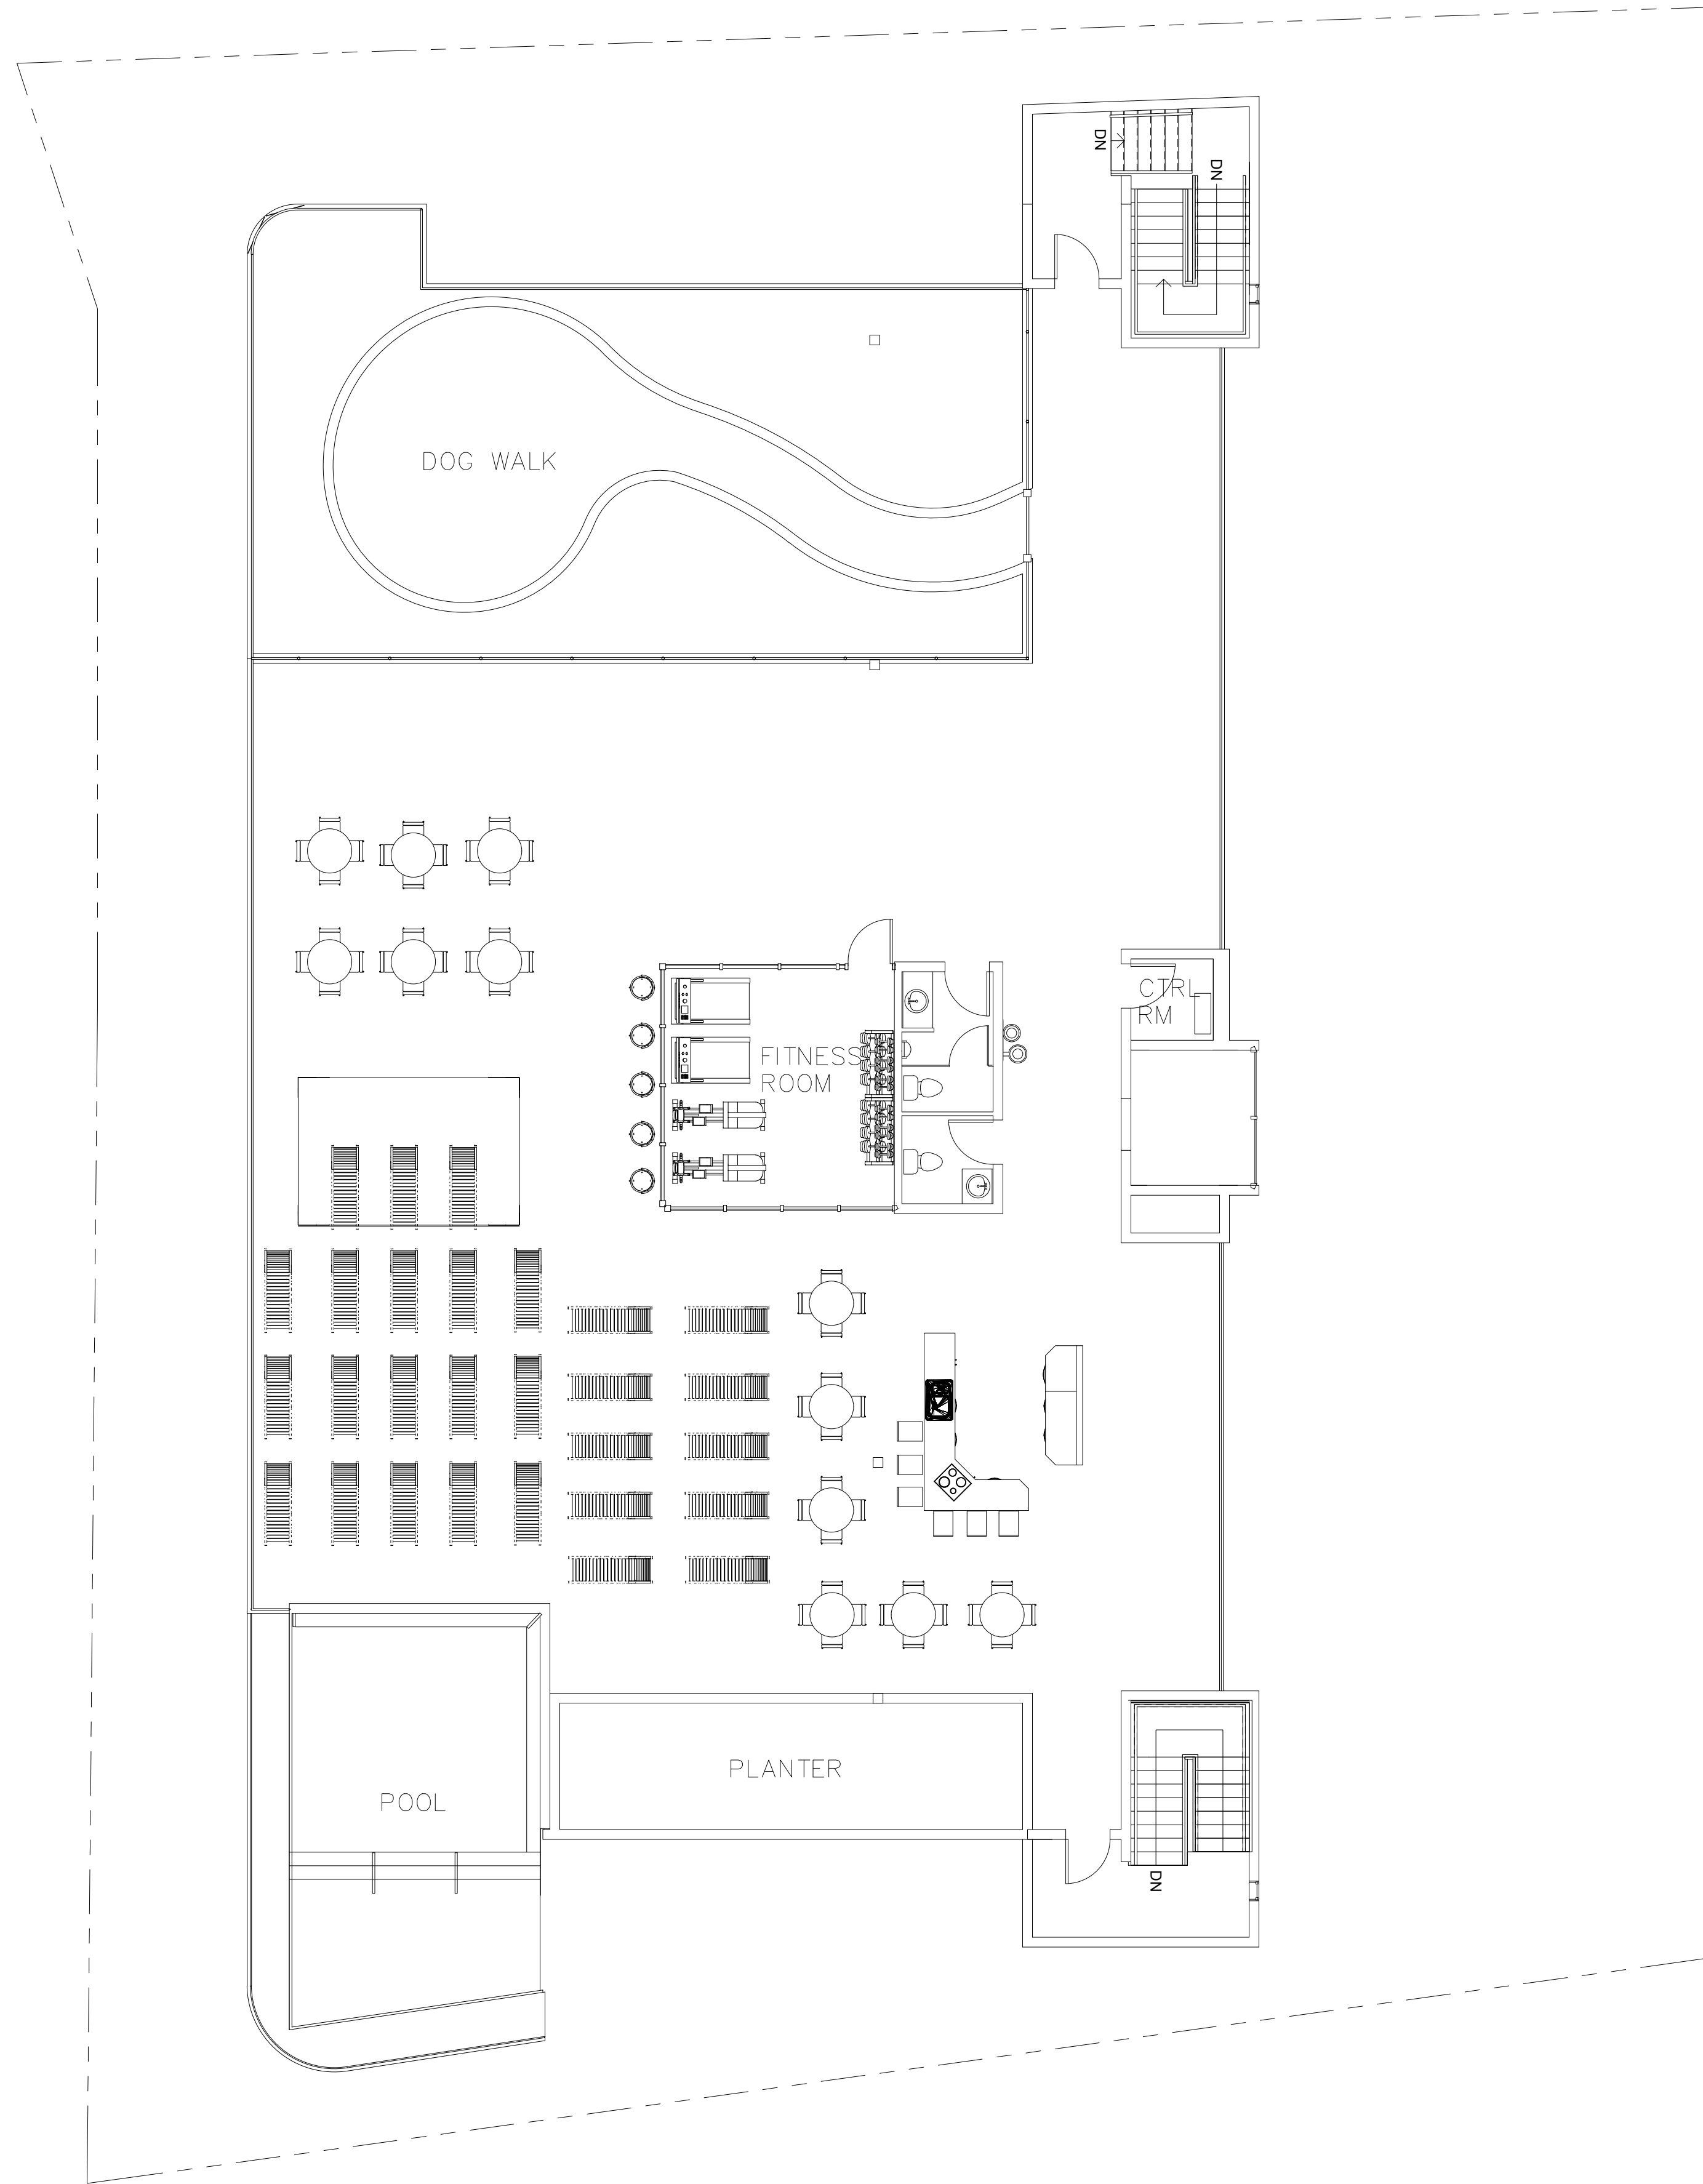 DN
DN
DOG WALK
CTRL
RM
FITNESS
ROOM
PLANTER
POOL
DN